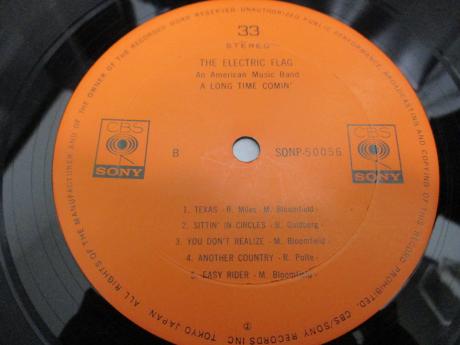 33
STEREO
THE ELECTRIC FLAG
An American Music Band
A LONG TIME COMIN'
CBS
SONY
CBS
SONY
B
SONP-50056
1. TEXAS -B. Miles - M. Bloomfield-
2. SITTIN' IN CIRCLES -B. Goldberg-
3. YOU DON'T REALIZE -M. Bloomfield-
4. ANOTHER COUNTRY -R. Polte-
5. EASY RIDER -M. Bloomfield-
ALL RIGHTS OF THE MANUFACTURER AND OF THE OWNER OF THE RECORDED WORK RESERVED UNAUTHORIZED PUBLIC PERFORMANCE, BROADCASTING AND COPYING OF THIS RECORD PROHIBITED. CBS/SONY RECORDS INC. TOKYO JAPAN